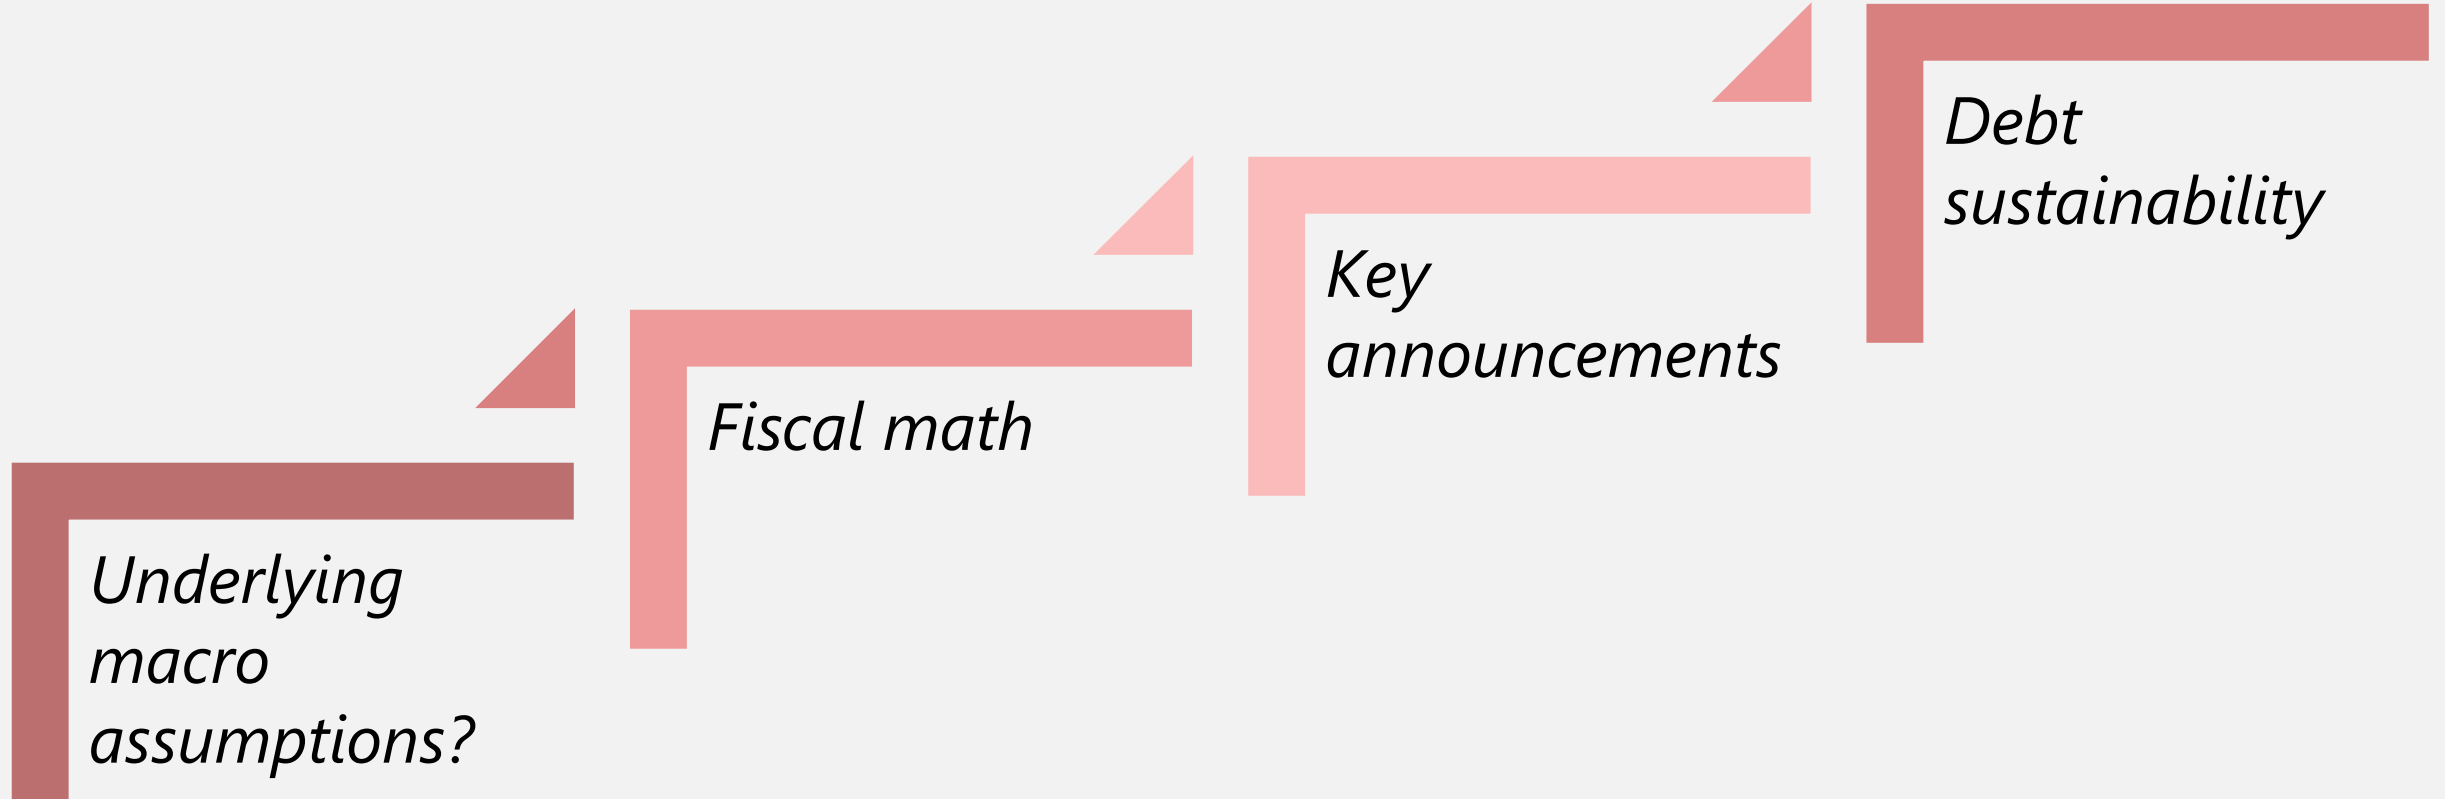 Underlying
macro
assumptions?
Fiscal math
Key
announcements
Debt
sustainability